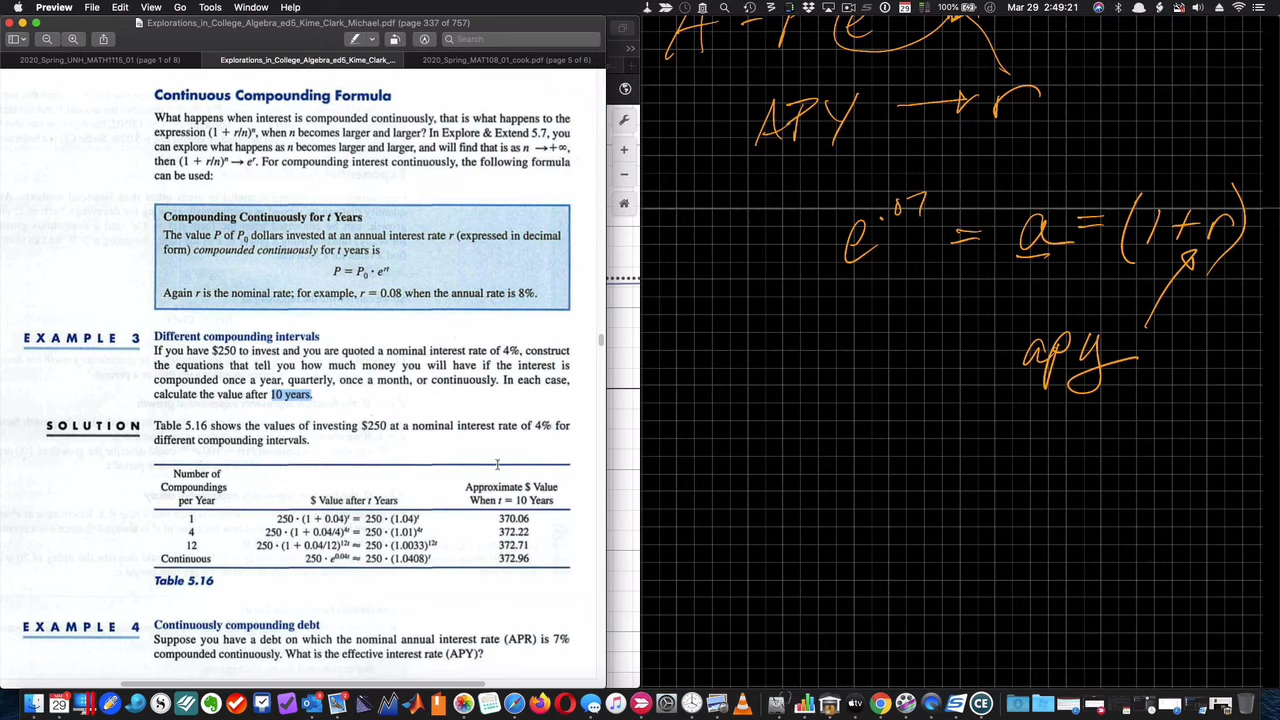 Preview File Edit View Go Tools Window Help
100% Mar 29 2:49:21
Explorations_in_College_Algebra_ed5_Kime_Clark_Michael.pdf (page 337 of 757)
Search
2020_Spring_UNH_MATH1115_01 (page 1 of 8) Explorations_in_College_Algebra_ed5_Kime_Clark_... 2020_Spring_MAT108_01_cook.pdf (page 5 of 6)
Continuous Compounding Formula
What happens when interest is compounded continuously, that is what happens to the
expression (1 + r/n)ⁿ, when n becomes larger and larger? In Explore & Extend 5.7, you
can explore what happens as n becomes larger and larger, and will find that is as n → +∞,
then (1 + r/n)ⁿ → eʳ. For compounding interest continuously, the following formula
can be used:
Compounding Continuously for t Years
The value P of P₀ dollars invested at an annual interest rate r (expressed in decimal
form) compounded continuously for t years is
P = P₀ · eʳᵗ
Again r is the nominal rate; for example, r = 0.08 when the annual rate is 8%.
EXAMPLE 3 Different compounding intervals
If you have $250 to invest and you are quoted a nominal interest rate of 4%, construct
the equations that tell you how much money you will have if the interest is
compounded once a year, quarterly, once a month, or continuously. In each case,
calculate the value after 10 years.
SOLUTION Table 5.16 shows the values of investing $250 at a nominal interest rate of 4% for
different compounding intervals.
Number of
Compoundings Approximate $ Value
per Year $ Value after t Years When t = 10 Years
1 250 · (1 + 0.04)ᵗ = 250 · (1.04)ᵗ 370.06
4 250 · (1 + 0.04/4)⁴ᵗ = 250 · (1.01)⁴ᵗ 372.22
12 250 · (1 + 0.04/12)¹²ᵗ ≈ 250 · (1.0033)¹²ᵗ 372.71
Continuous 250 · e^0.04t ≈ 250 · (1.0408)ᵗ 372.96
Table 5.16
EXAMPLE 4 Continuously compounding debt
Suppose you have a debt on which the nominal annual interest rate (APR) is 7%
compounded continuously. What is the effective interest rate (APY)?
APY → r
e^.07 = a = (1 + r)
apy